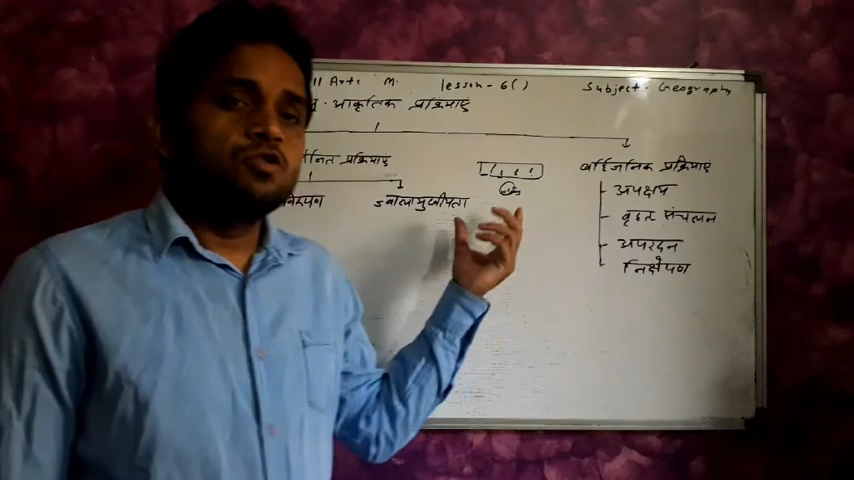 11 Arts M. lesson-6() Subject - Geography
भू-आकृतिक प्रक्रियाएं
र्जनित प्रक्रियाएं
बहिर्जनिक प्रक्रियाएं
ज्वालामुखीयता
अपक्षय
वृहत संचलन
अपरदन
निक्षेपण